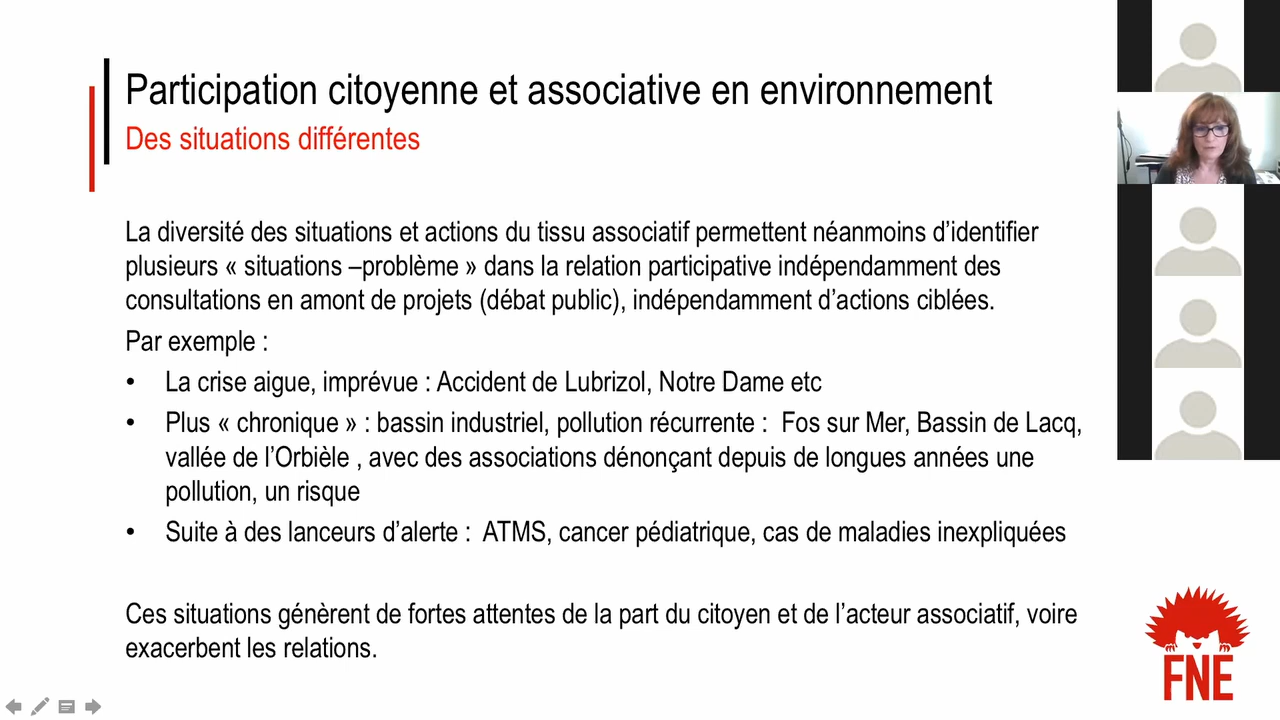 Participation citoyenne et associative en environnement
Des situations différentes
La diversité des situations et actions du tissu associatif permettent néanmoins d’identifier
plusieurs « situations –problème » dans la relation participative indépendamment des
consultations en amont de projets (débat public), indépendamment d’actions ciblées.
Par exemple :
• La crise aigue, imprévue : Accident de Lubrizol, Notre Dame etc
• Plus « chronique » : bassin industriel, pollution récurrente : Fos sur Mer, Bassin de Lacq,
vallée de l’Orbièle , avec des associations dénonçant depuis de longues années une
pollution, un risque
• Suite à des lanceurs d’alerte : ATMS, cancer pédiatrique, cas de maladies inexpliquées
Ces situations génèrent de fortes attentes de la part du citoyen et de l’acteur associatif, voire
exacerbent les relations.
FNE